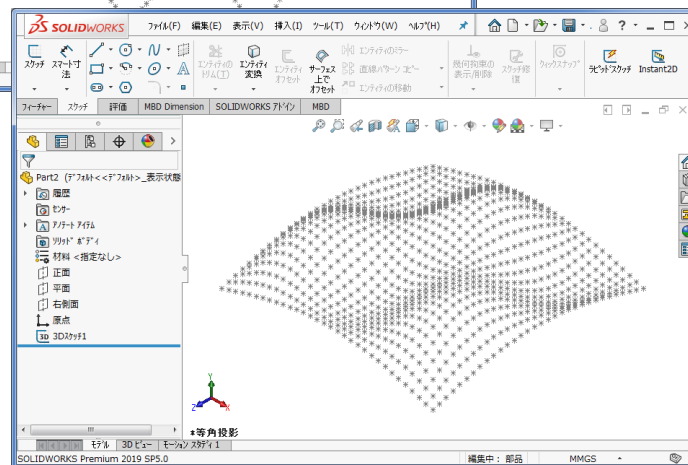 SOLIDWORKS ファイル(F) 編集(E) 表示(V) 挿入(I) ツール(T) ウィンドウ(W) ヘルプ(H) ?
スケッチ スマート寸法 エンティティのトリム(T) エンティティ変換 エンティティオフセット サーフェス上でオフセット エンティティのミラー 直線パターン コピー エンティティの移動 幾何拘束の表示/削除 スケッチ修復 クイックスナップ ラピッドスケッチ Instant2D
フィーチャー スケッチ 評価 MBD Dimension SOLIDWORKS アドイン MBD
Part2 (デフォルト<<デフォルト>_表示状態
履歴
センサー
アノテート アイテム
ソリッド ボディ
材料 <指定なし>
正面
平面
右側面
原点
3D 3Dスケッチ1
Y
Z X
*等角投影
モデル 3D ビュー モーション スタディ 1
SOLIDWORKS Premium 2019 SP5.0 編集中: 部品 MMGS